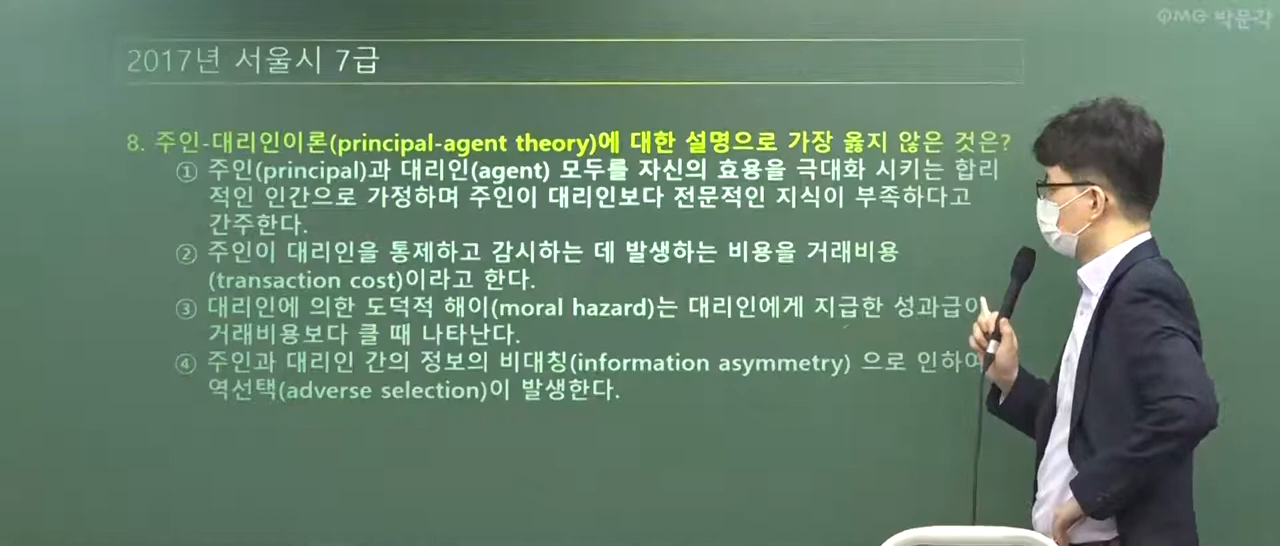 박문각
2017년 서울시 7급
8. 주인-대리인이론(principal-agent theory)에 대한 설명으로 가장 옳지 않은 것은?
① 주인(principal)과 대리인(agent) 모두를 자신의 효용을 극대화 시키는 합리
적인 인간으로 가정하며 주인이 대리인보다 전문적인 지식이 부족하다고
간주한다.
② 주인이 대리인을 통제하고 감시하는 데 발생하는 비용을 거래비용
(transaction cost)이라고 한다.
③ 대리인에 의한 도덕적 해이(moral hazard)는 대리인에게 지급한 성과급이
거래비용보다 클 때 나타난다.
④ 주인과 대리인 간의 정보의 비대칭(information asymmetry) 으로 인하여
역선택(adverse selection)이 발생한다.